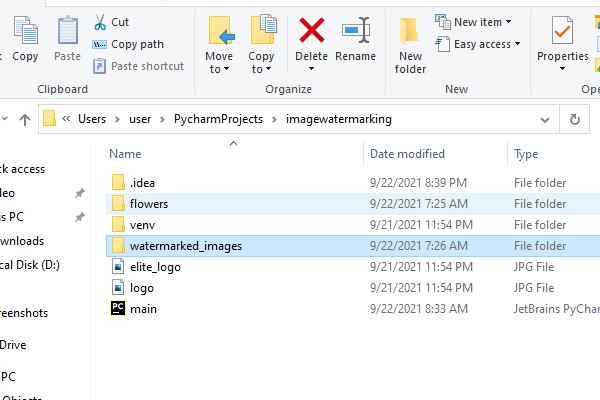 Cut
Copy
Paste
Copy path
Paste shortcut
Clipboard
Move to
Copy to
Delete
Rename
Organize
New folder
New item
Easy access
New
Properties
Users > user > PycharmProjects > imagewatermarking
Name Date modified Type
.idea 9/22/2021 8:39 PM File folder
flowers 9/22/2021 7:25 AM File folder
venv 9/21/2021 11:54 PM File folder
watermarked_images 9/22/2021 7:26 AM File folder
elite_logo 9/21/2021 11:54 PM JPG File
logo 9/21/2021 11:54 PM JPG File
PC main 9/22/2021 8:33 AM JetBrains PyChar
ck access
leo
is PC
wnloads
cal Disk (D:)
reenshots
Drive
PC